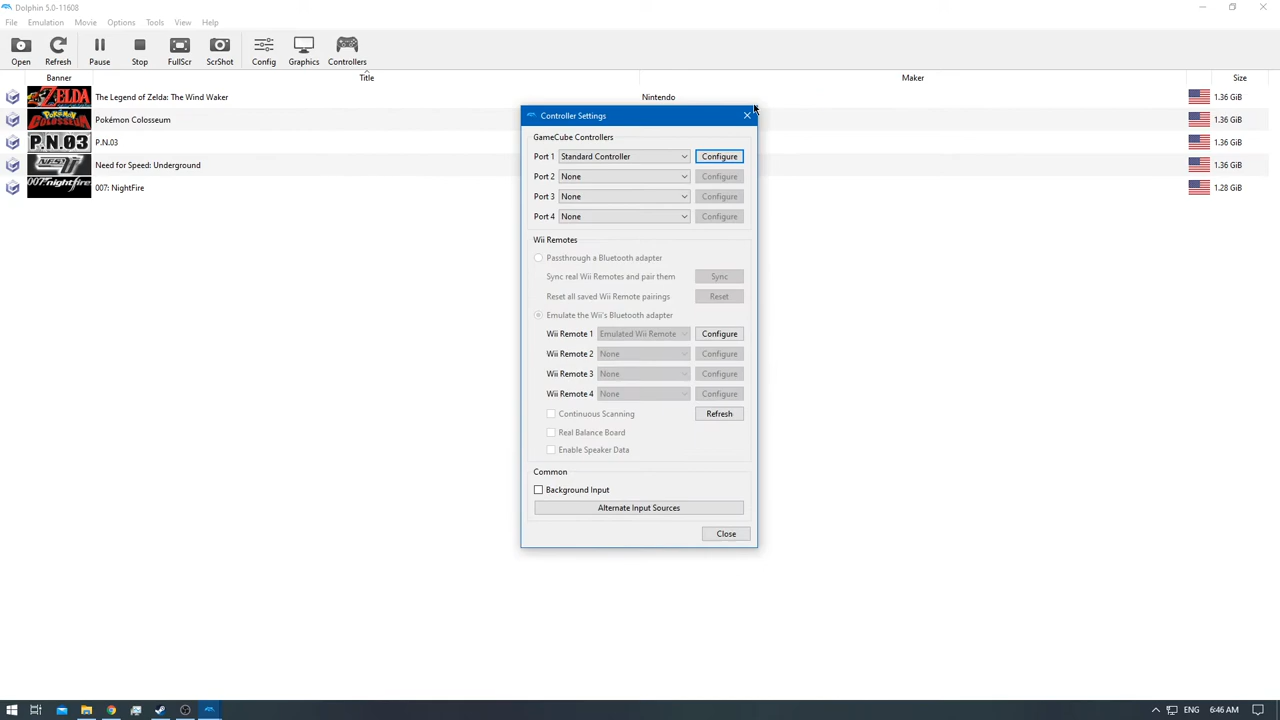 Dolphin 5.0-11608
File Emulation Movie Options Tools View Help
Open Refresh Pause Stop FullScr ScrShot Config Graphics Controllers
Banner Title Maker Size
ZELDA The Legend of Zelda: The Wind Waker Nintendo 1.36 GiB
POKéMON COLOSSEUM Pokémon Colosseum 1.36 GiB
P.N.03 P.N.03 1.36 GiB
Need for Speed: Underground 1.36 GiB
007:nightfire 007: NightFire 1.28 GiB
Controller Settings
GameCube Controllers
Port 1 Standard Controller Configure
Port 2 None Configure
Port 3 None Configure
Port 4 None Configure
Wii Remotes
Passthrough a Bluetooth adapter
Sync real Wii Remotes and pair them Sync
Reset all saved Wii Remote pairings Reset
Emulate the Wii's Bluetooth adapter
Wii Remote 1 Emulated Wii Remote Configure
Wii Remote 2 None Configure
Wii Remote 3 None Configure
Wii Remote 4 None Configure
Continuous Scanning Refresh
Real Balance Board
Enable Speaker Data
Common
Background Input
Alternate Input Sources
Close
ENG 6:46 AM